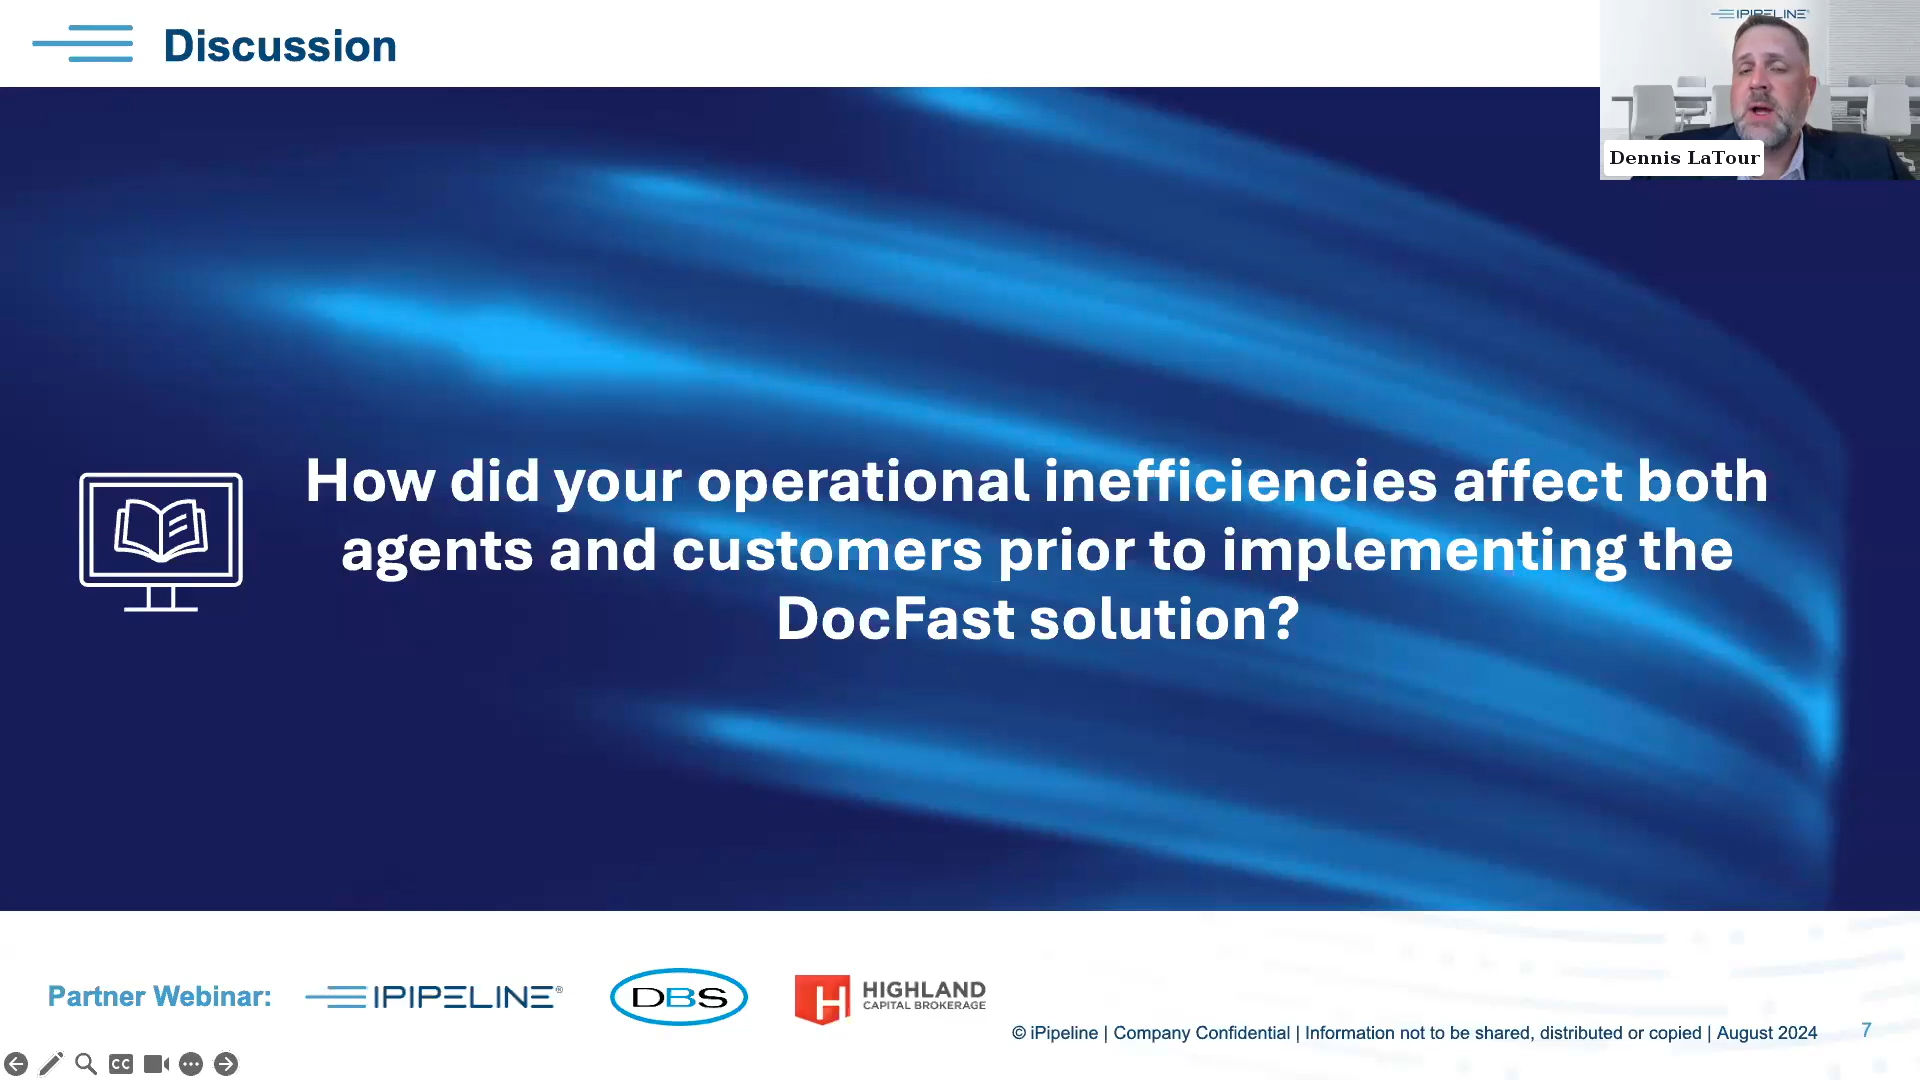 Discussion
IPIPELINE®
Dennis LaTour
How did your operational inefficiencies affect both
agents and customers prior to implementing the
DocFast solution?
Partner Webinar:
IPIPELINE®
DBS
H
HIGHLAND
CAPITAL BROKERAGE
© iPipeline | Company Confidential | Information not to be shared, distributed or copied | August 2024
7
CC